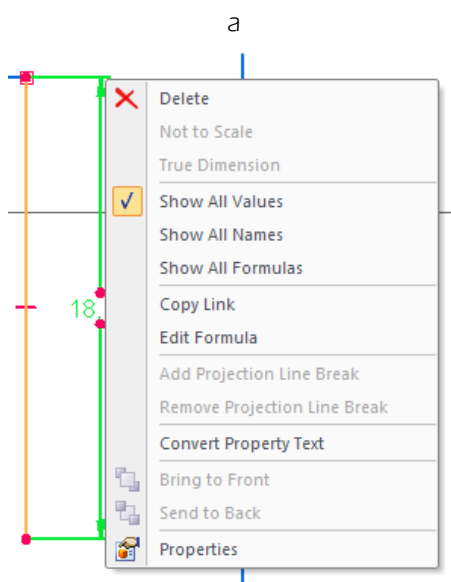 a
Delete
Not to Scale
True Dimension
Show All Values
Show All Names
Show All Formulas
18,
Copy Link
Edit Formula
Add Projection Line Break
Remove Projection Line Break
Convert Property Text
Bring to Front
Send to Back
Properties